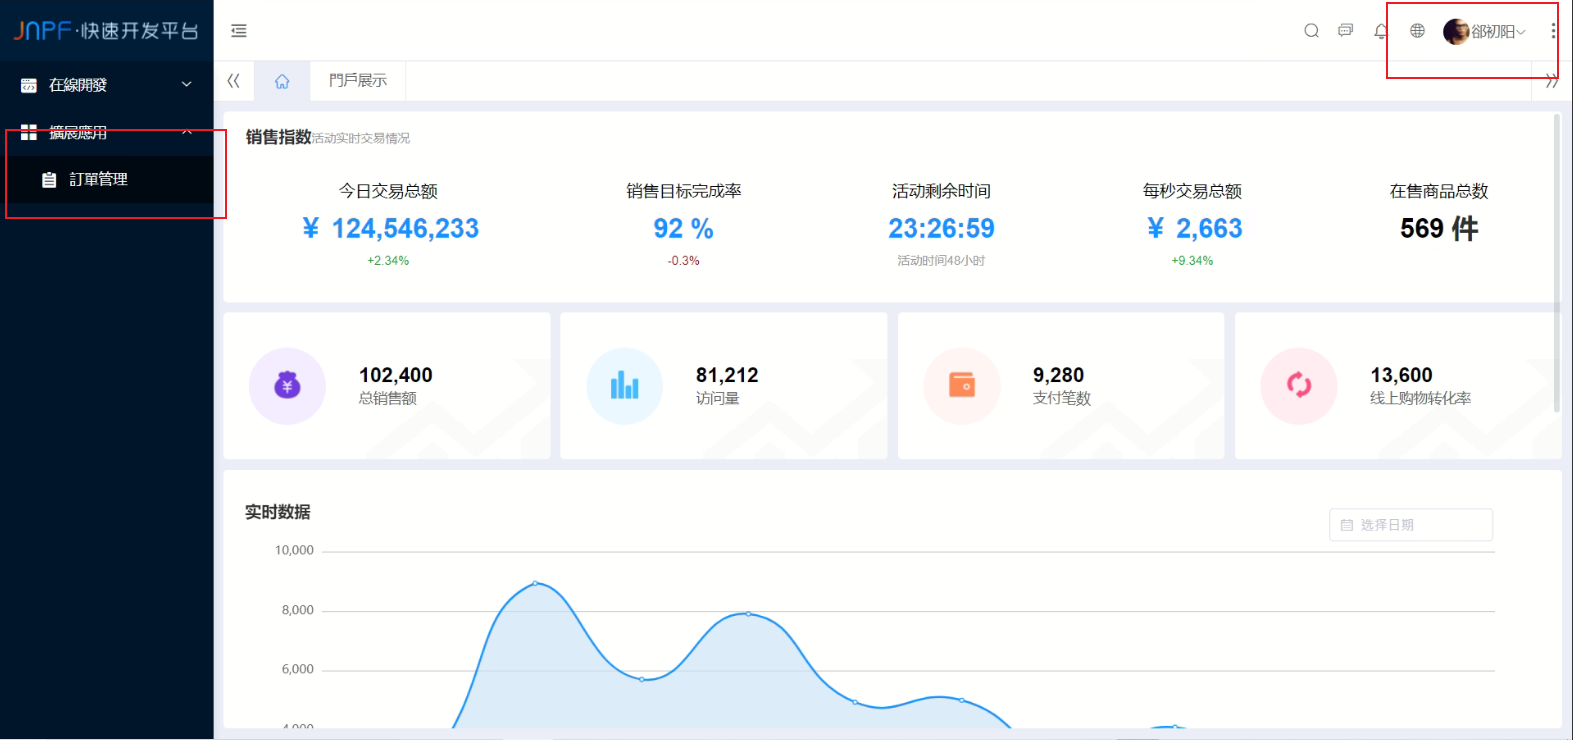 JNPF·快速开发平台
在線開發
擴展應用
訂單管理
郤初阳
門戶展示
销售指数活动实时交易情况
今日交易总额
¥ 124,546,233
+2.34%
销售目标完成率
92 %
-0.3%
活动剩余时间
23:26:59
活动时间48小时
每秒交易总额
¥ 2,663
+9.34%
在售商品总数
569 件
102,400
总销售额
81,212
访问量
9,280
支付笔数
13,600
线上购物转化率
实时数据
选择日期
10,000
8,000
6,000
4,000